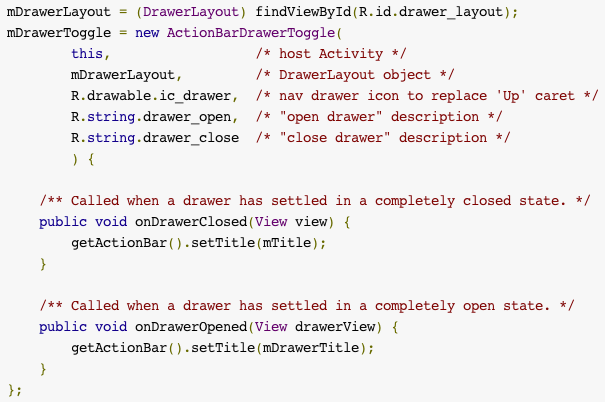 mDrawerLayout = (DrawerLayout) findViewById(R.id.drawer_layout);
mDrawerToggle = new ActionBarDrawerToggle(
        this,                  /* host Activity */
        mDrawerLayout,         /* DrawerLayout object */
        R.drawable.ic_drawer,  /* nav drawer icon to replace 'Up' caret */
        R.string.drawer_open,  /* "open drawer" description */
        R.string.drawer_close  /* "close drawer" description */
        ) {

    /** Called when a drawer has settled in a completely closed state. */
    public void onDrawerClosed(View view) {
        getActionBar().setTitle(mTitle);
    }

    /** Called when a drawer has settled in a completely open state. */
    public void onDrawerOpened(View drawerView) {
        getActionBar().setTitle(mDrawerTitle);
    }
};